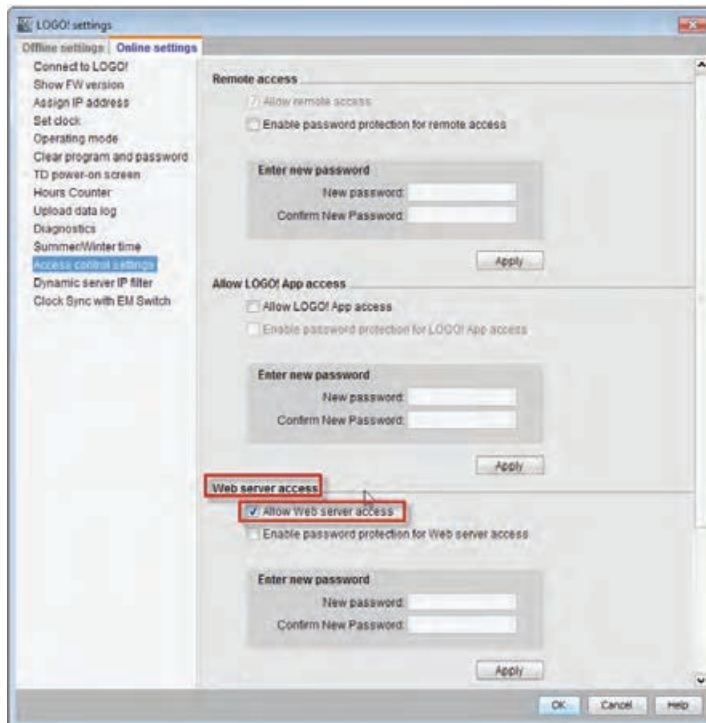 LOGO! settings
Offline settings Online settings
Connect to LOGO!
Show FW version
Assign IP address
Set clock
Operating mode
Clear program and password
TD power-on screen
Hours Counter
Upload data log
Diagnostics
Summer/Winter time
Access control settings
Dynamic server IP filter
Clock Sync with EM Switch
Remote access
Allow remote access
Enable password protection for remote access
Enter new password
New password:
Confirm New Password:
Apply
Allow LOGO! App access
Allow LOGO! App access
Enable password protection for LOGO! App access
Enter new password
New password:
Confirm New Password:
Apply
Web server access
Allow Web server access
Enable password protection for Web server access
Enter new password
New password:
Confirm New Password:
Apply
OK Cancel Help